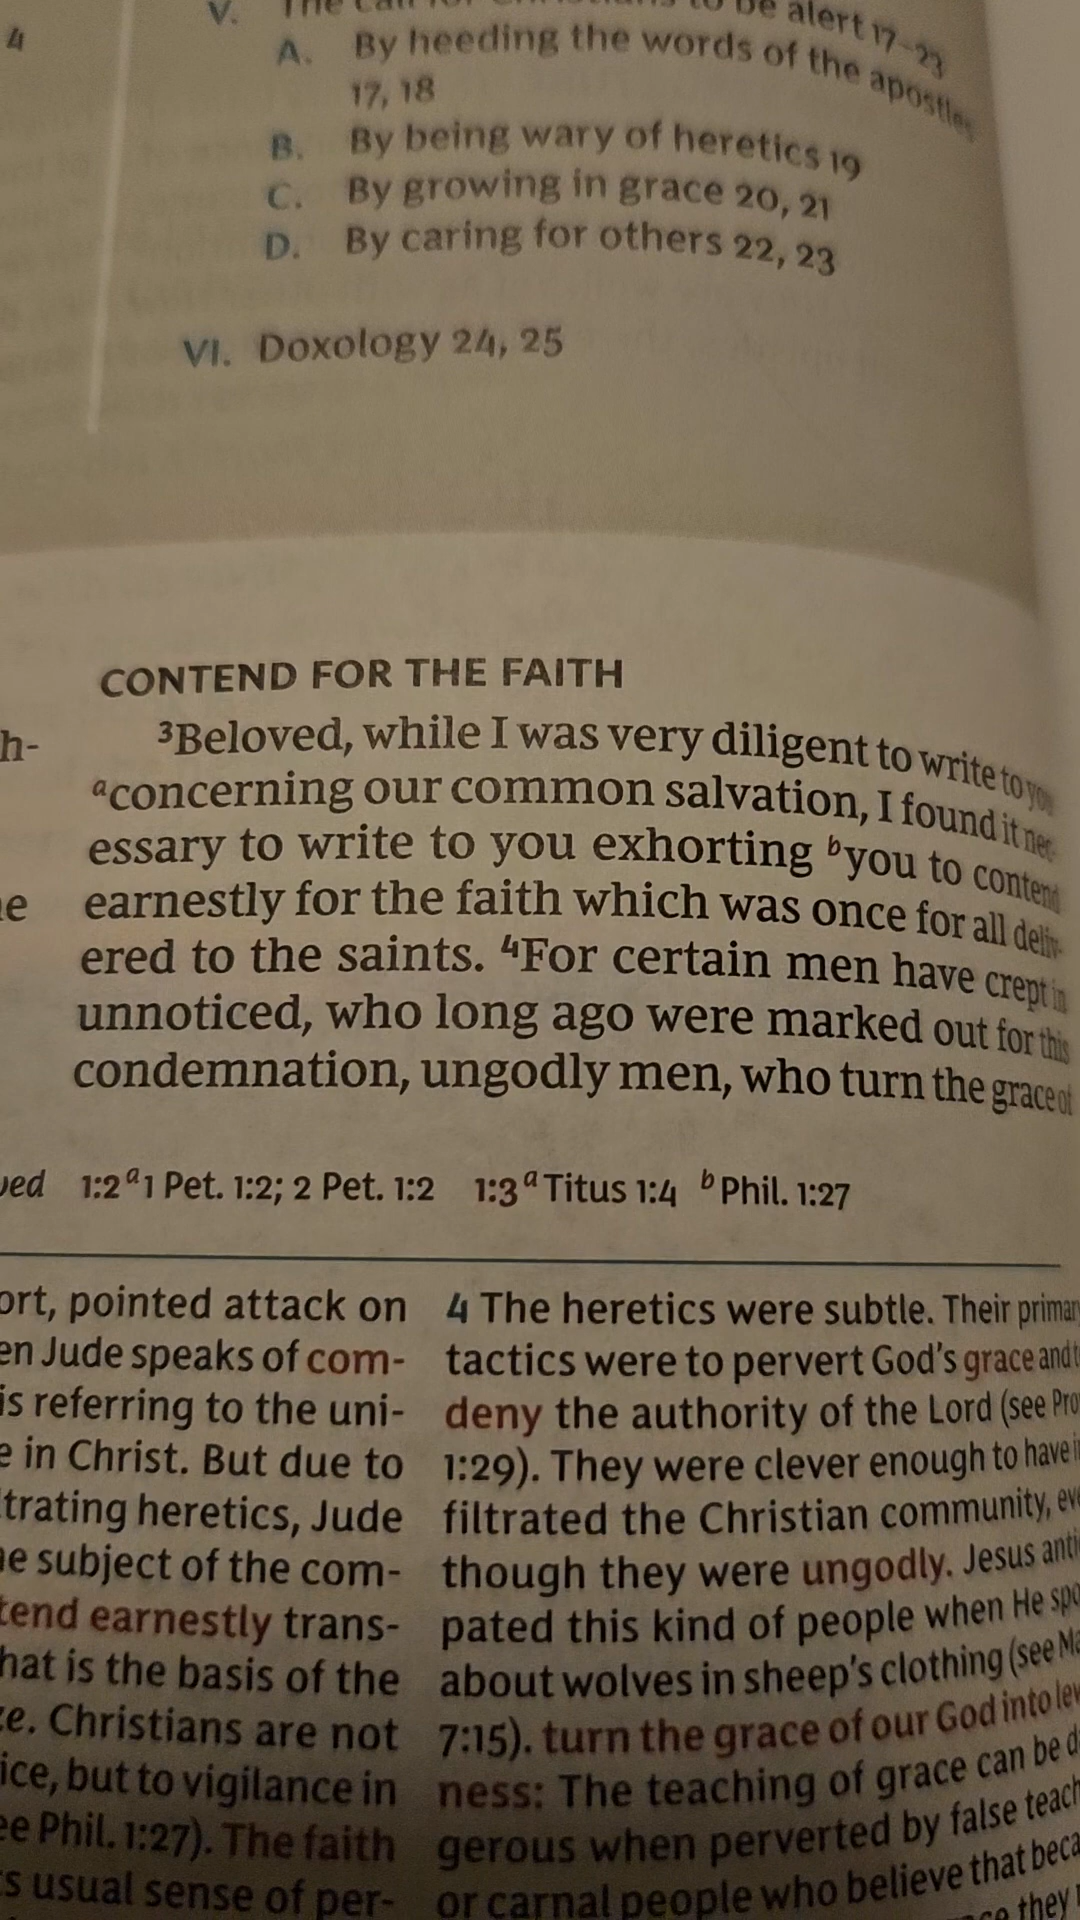 4
V. The call for to be alert 17–23
A. By heeding the words of the apostles
17, 18
B. By being wary of heretics 19
C. By growing in grace 20, 21
D. By caring for others 22, 23
VI. Doxology 24, 25
CONTEND FOR THE FAITH
h-
3Beloved, while I was very diligent to write to you
aconcerning our common salvation, I found it nec-
essary to write to you exhorting byou to contend
earnestly for the faith which was once for all deliv-
ered to the saints. 4For certain men have crept in
unnoticed, who long ago were marked out for this
condemnation, ungodly men, who turn the grace of
1:2 a1 Pet. 1:2; 2 Pet. 1:2 1:3 aTitus 1:4 bPhil. 1:27
ort, pointed attack on
en Jude speaks of com-
is referring to the uni-
e in Christ. But due to
trating heretics, Jude
e subject of the com-
tend earnestly trans-
hat is the basis of the
e. Christians are not
ice, but to vigilance in
ee Phil. 1:27). The faith
s usual sense of per-
4 The heretics were subtle. Their primar
tactics were to pervert God's grace and t
deny the authority of the Lord (see Pro
1:29). They were clever enough to have i
filtrated the Christian community, eve
though they were ungodly. Jesus antic
pated this kind of people when He spo
about wolves in sheep's clothing (see Ma
7:15). turn the grace of our God into lew
ness: The teaching of grace can be d
gerous when perverted by false teach
or carnal people who believe that beca
they